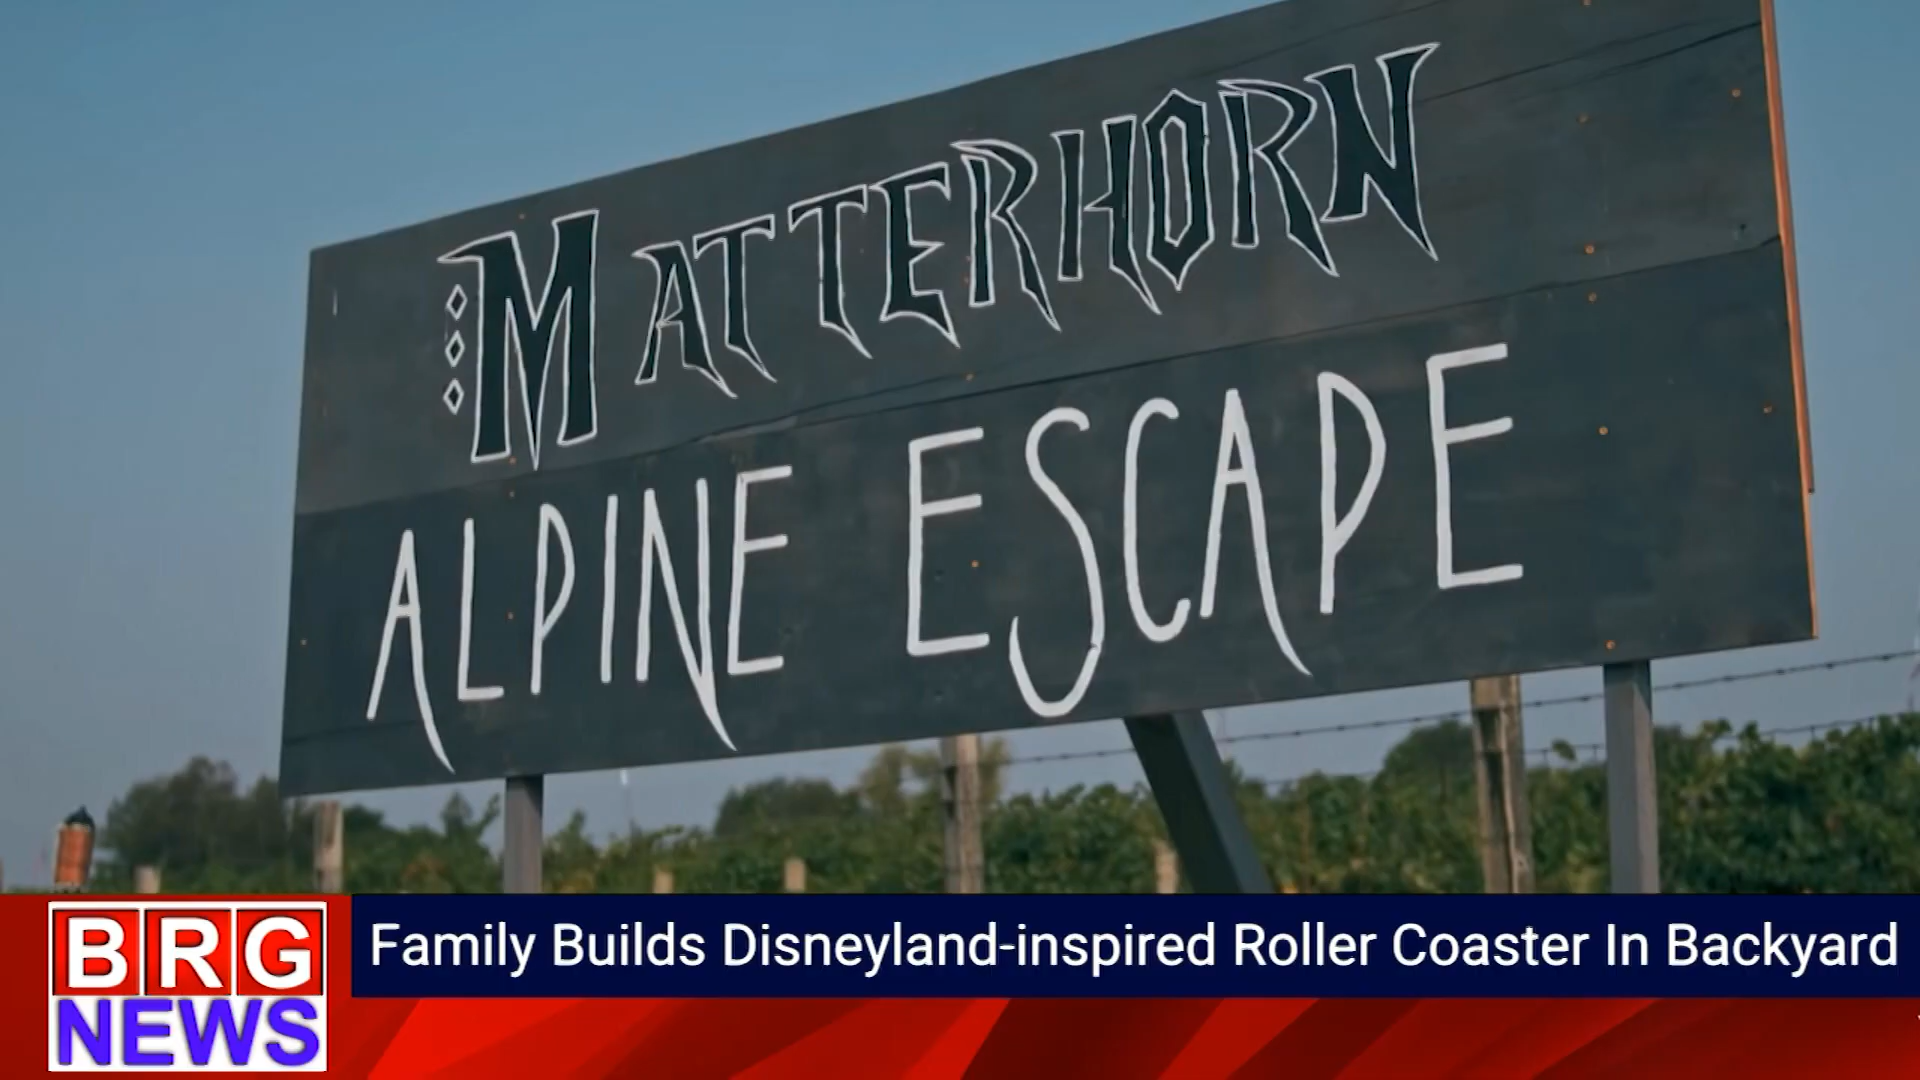 MATTERHORN
ALPINE ESCAPE
BRG
NEWS
Family Builds Disneyland-inspired Roller Coaster In Backyard